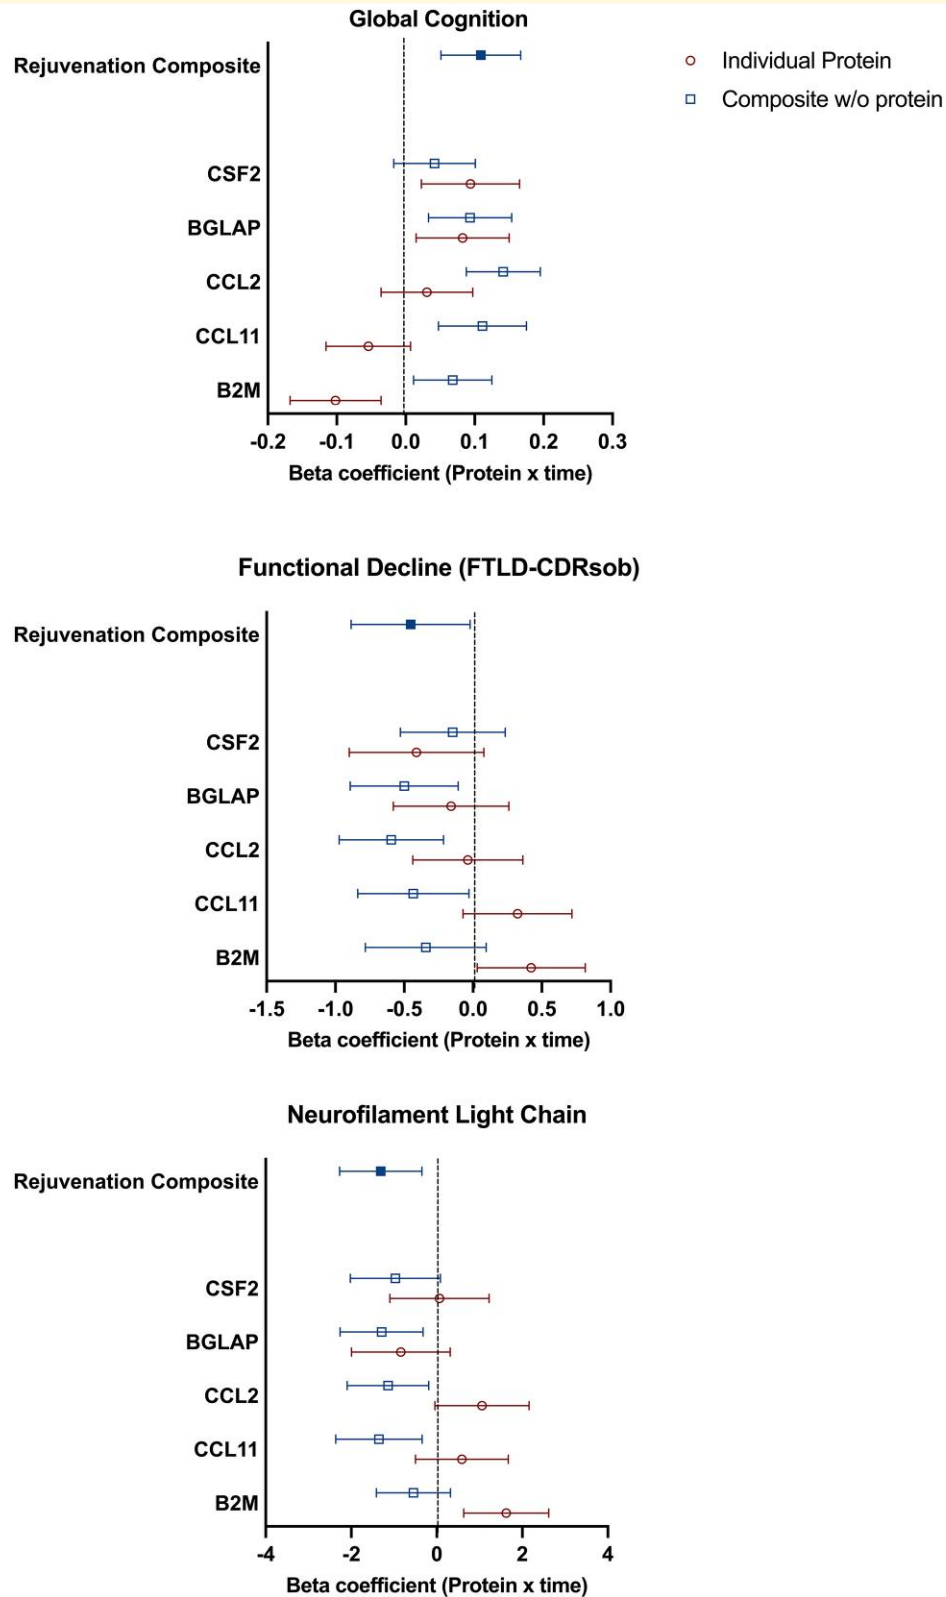 Global Cognition
Rejuvenation Composite
Individual Protein
Composite w/o protein
CSF2
BGLAP
CCL2
CCL11
B2M
-0.2 -0.1 0.0 0.1 0.2 0.3
Beta coefficient (Protein x time)
Functional Decline (FTLD-CDRsob)
Rejuvenation Composite
CSF2
BGLAP
CCL2
CCL11
B2M
-1.5 -1.0 -0.5 0.0 0.5 1.0
Beta coefficient (Protein x time)
Neurofilament Light Chain
Rejuvenation Composite
CSF2
BGLAP
CCL2
CCL11
B2M
-4 -2 0 2 4
Beta coefficient (Protein x time)